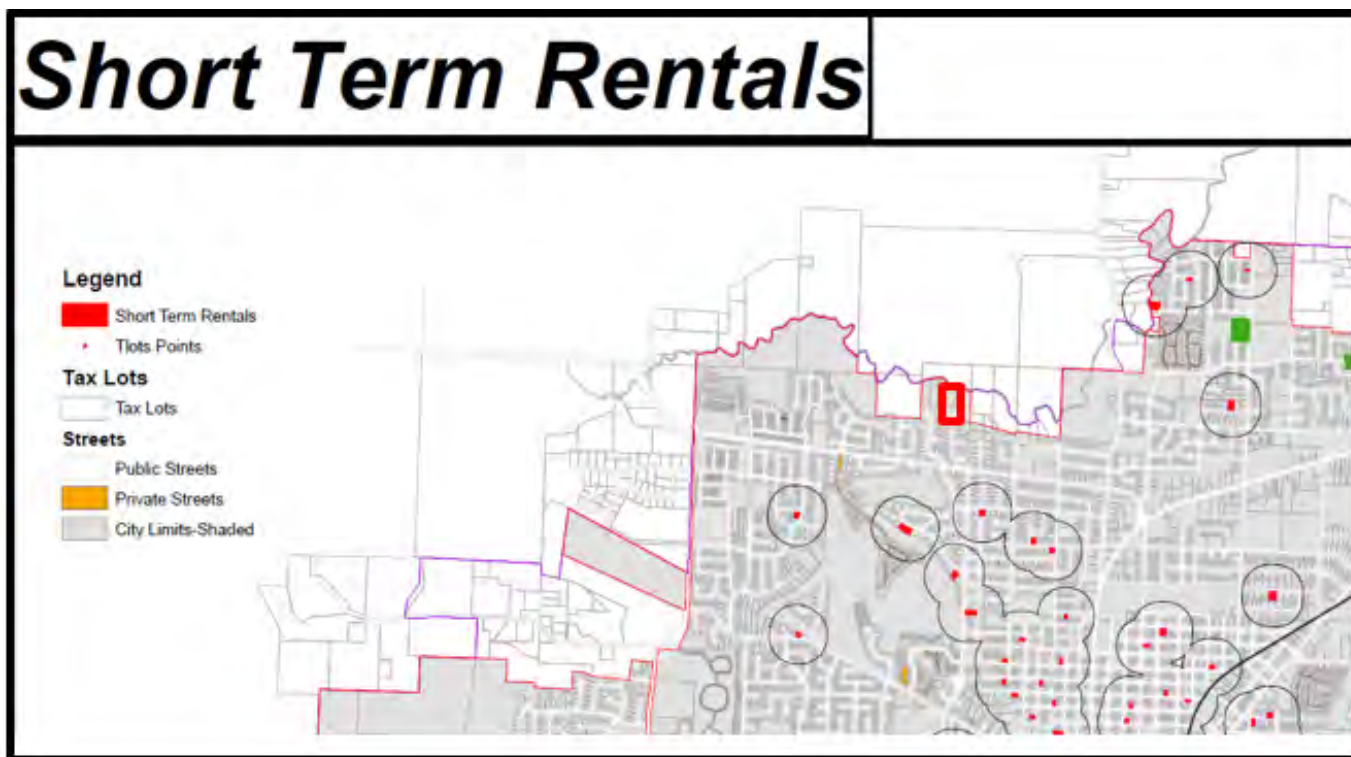 Short Term Rentals
Legend
Short Term Rentals
Tlots Points
Tax Lots
Tax Lots
Streets
Public Streets
Private Streets
City Limits-Shaded